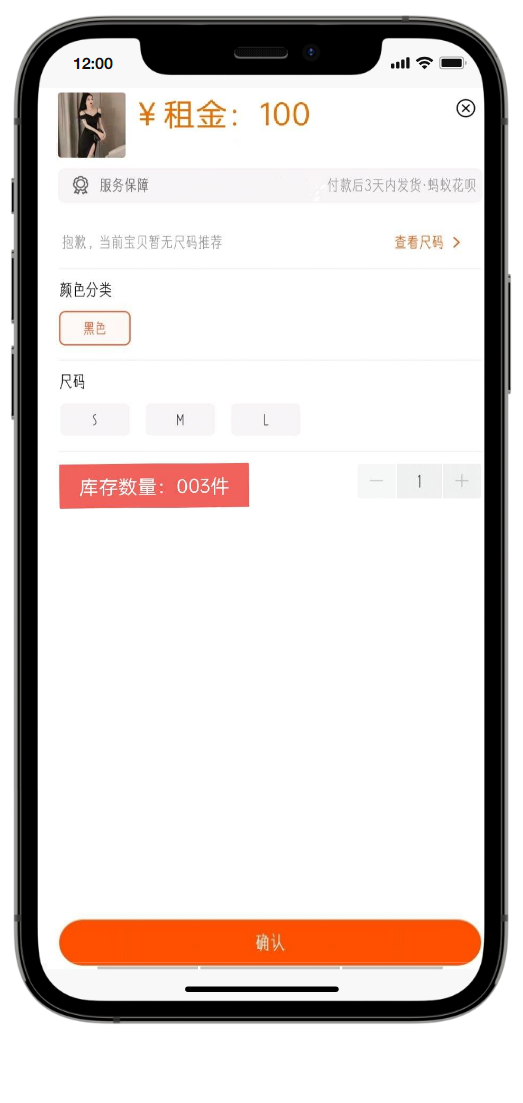 12:00
¥租金：100
服务保障 付款后3天内发货·蚂蚁花呗
抱歉，当前宝贝暂无尺码推荐 查看尺码
颜色分类
黑色
尺码
S M L
库存数量：003件 — 1 +
确认